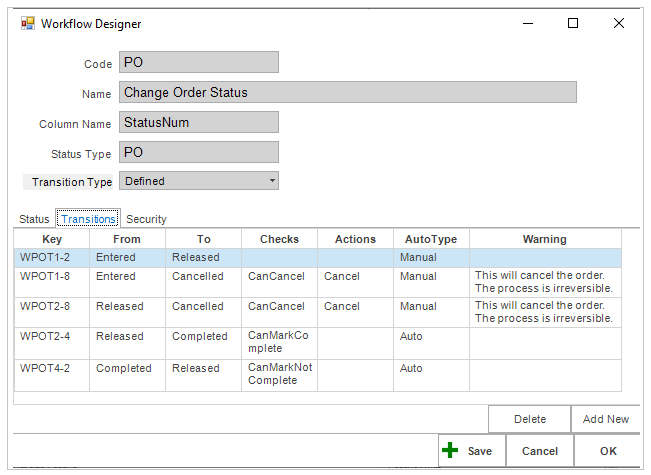 Workflow Designer
Code PO
Name Change Order Status
Column Name StatusNum
Status Type PO
Transition Type Defined
Status Transitions Security
Key From To Checks Actions AutoType Warning
WPOT1-2 Entered Released Manual
WPOT1-8 Entered Cancelled CanCancel Cancel Manual This will cancel the order.
The process is irreversible.
WPOT2-8 Released Cancelled CanCancel Cancel Manual This will cancel the order.
The process is irreversible.
WPOT2-4 Released Completed CanMarkCo Auto
mplete
WPOT4-2 Completed Released CanMarkNot Auto
Complete
Delete Add New
Save Cancel OK